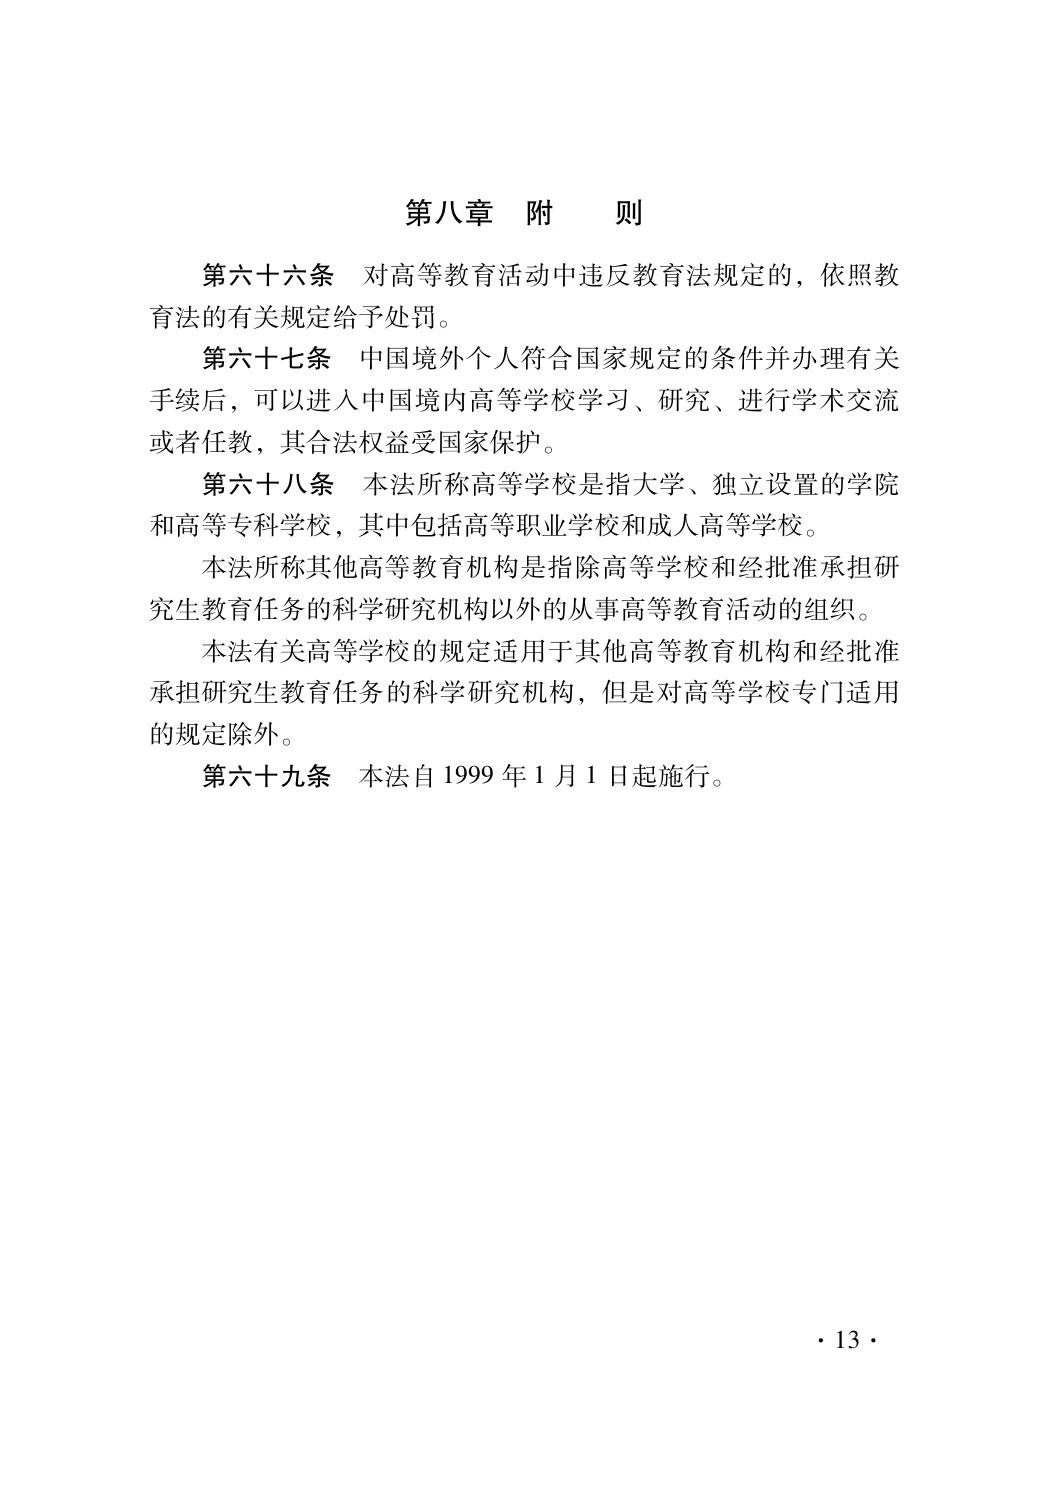 第八章　附　　则
第六十六条　对高等教育活动中违反教育法规定的，依照教
育法的有关规定给予处罚。
第六十七条　中国境外个人符合国家规定的条件并办理有关
手续后，可以进入中国境内高等学校学习、研究、进行学术交流
或者任教，其合法权益受国家保护。
第六十八条　本法所称高等学校是指大学、独立设置的学院
和高等专科学校，其中包括高等职业学校和成人高等学校。
本法所称其他高等教育机构是指除高等学校和经批准承担研
究生教育任务的科学研究机构以外的从事高等教育活动的组织。
本法有关高等学校的规定适用于其他高等教育机构和经批准
承担研究生教育任务的科学研究机构，但是对高等学校专门适用
的规定除外。
第六十九条　本法自 1999 年 1 月 1 日起施行。
· 13 ·